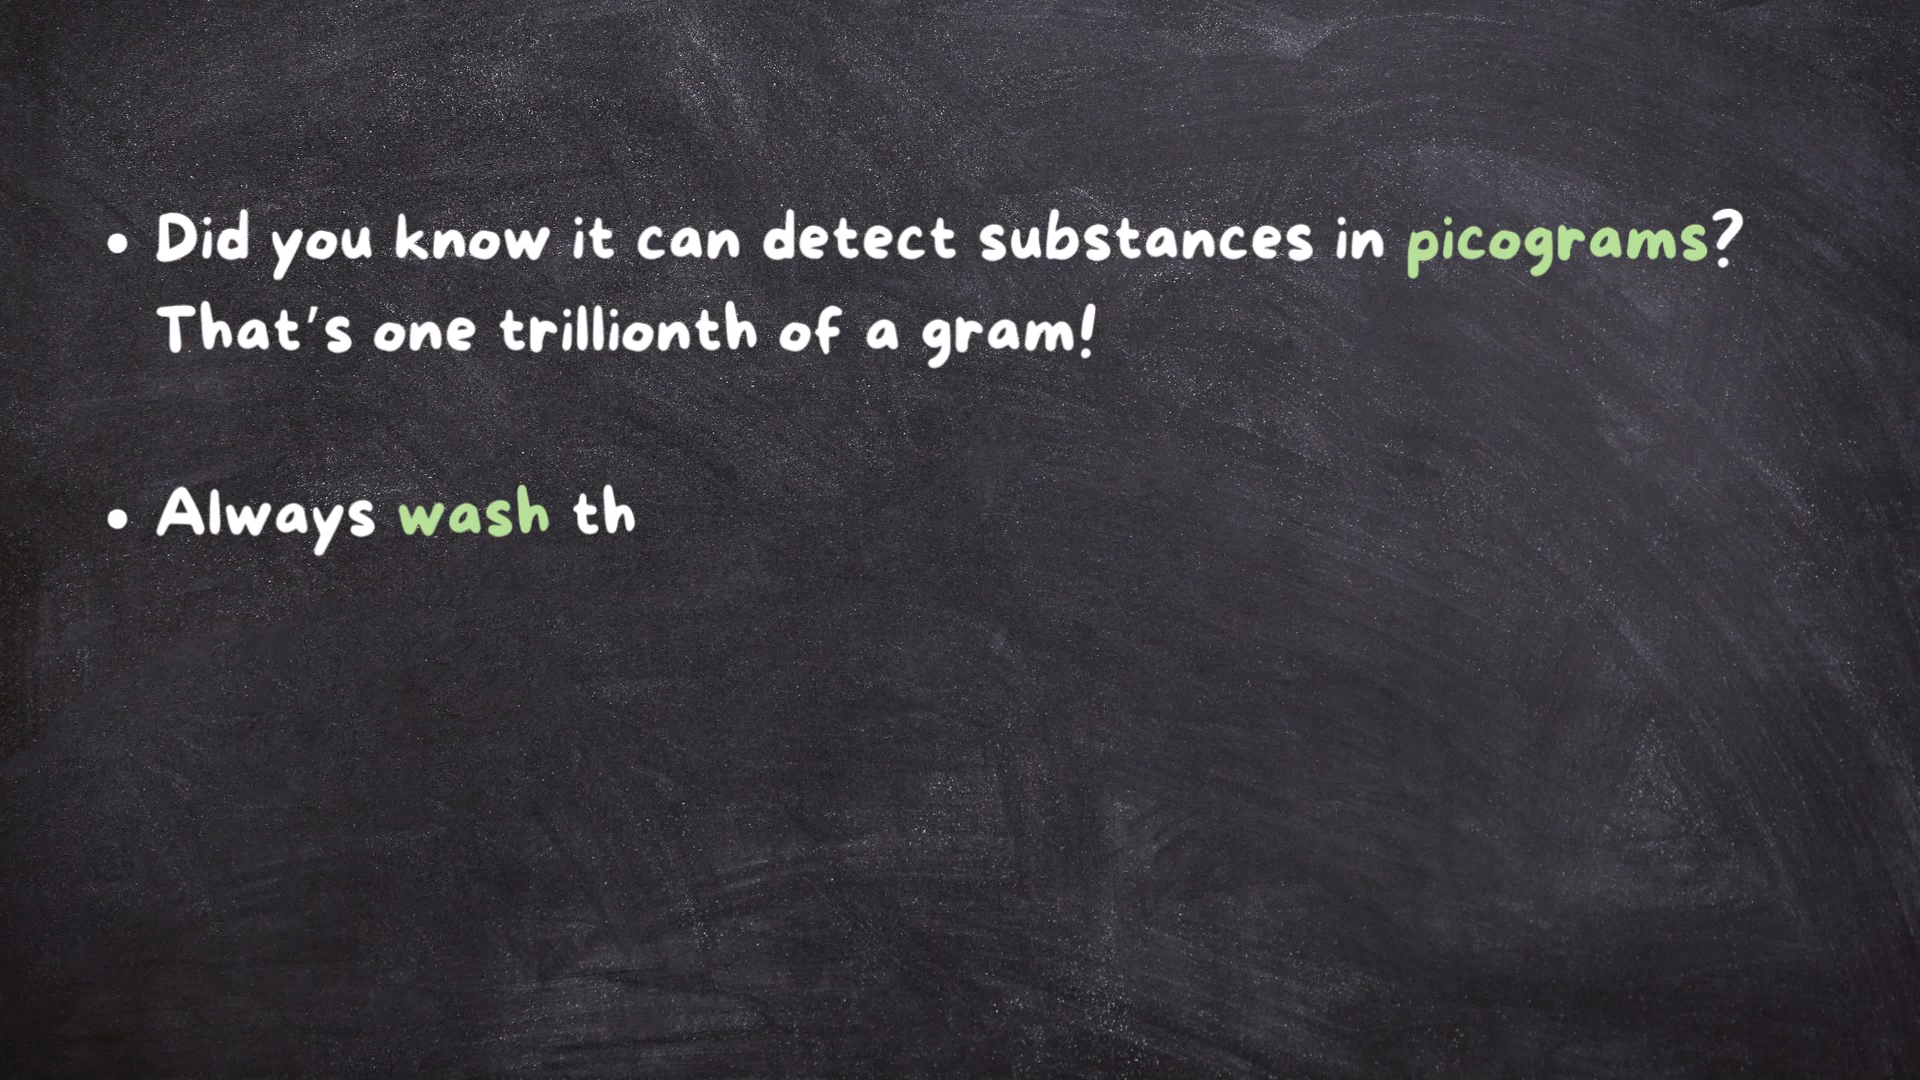 • Did you know it can detect substances in picograms?
That's one trillionth of a gram!
• Always wash th